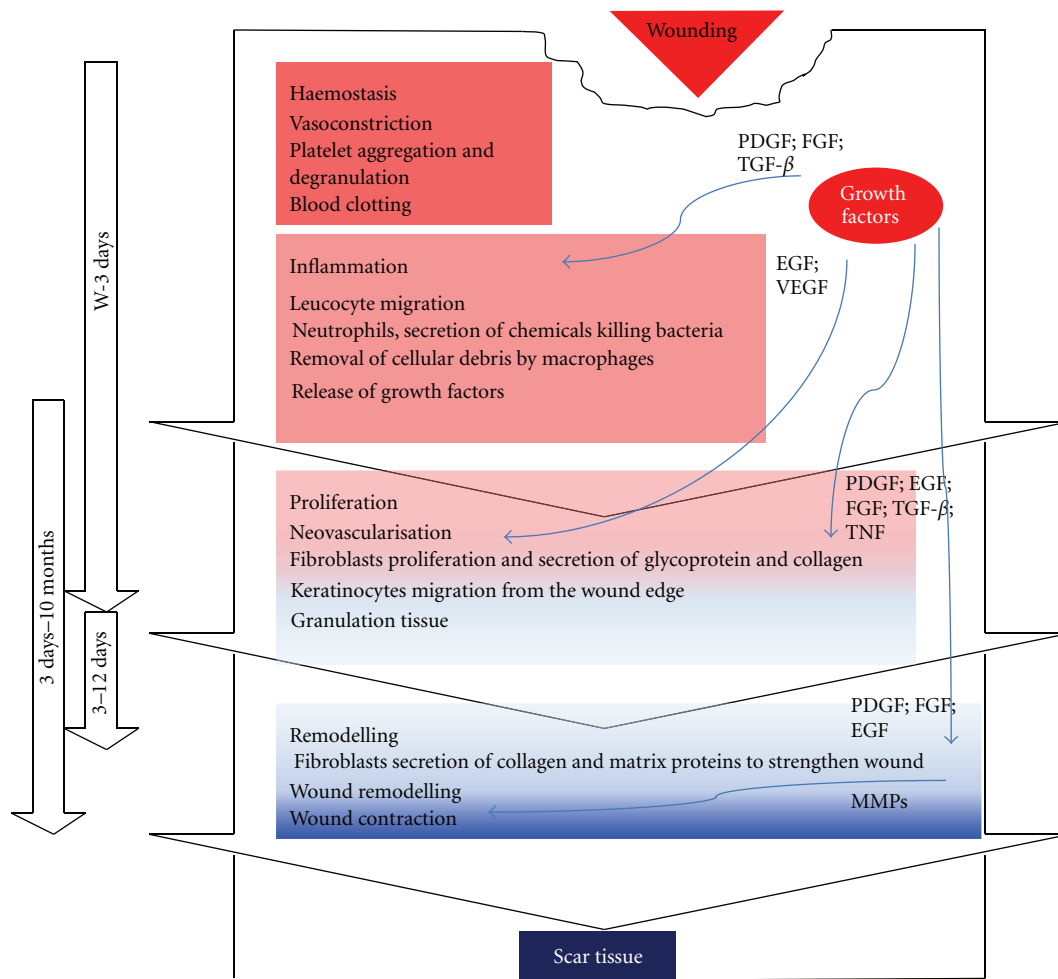 Wounding
Haemostasis
Vasoconstriction
Platelet aggregation and
degranulation
Blood clotting
PDGF; FGF;
TGF-β
Growth
factors
Inflammation
Leucocyte migration
Neutrophils, secretion of chemicals killing bacteria
Removal of cellular debris by macrophages
Release of growth factors
EGF;
VEGF
W-3 days
Proliferation
Neovascularisation
Fibroblasts proliferation and secretion of glycoprotein and collagen
Keratinocytes migration from the wound edge
Granulation tissue
PDGF; EGF;
FGF; TGF-β;
TNF
3 days–10 months
3–12 days
Remodelling
Fibroblasts secretion of collagen and matrix proteins to strengthen wound
Wound remodelling
Wound contraction
PDGF; FGF;
EGF
MMPs
Scar tissue